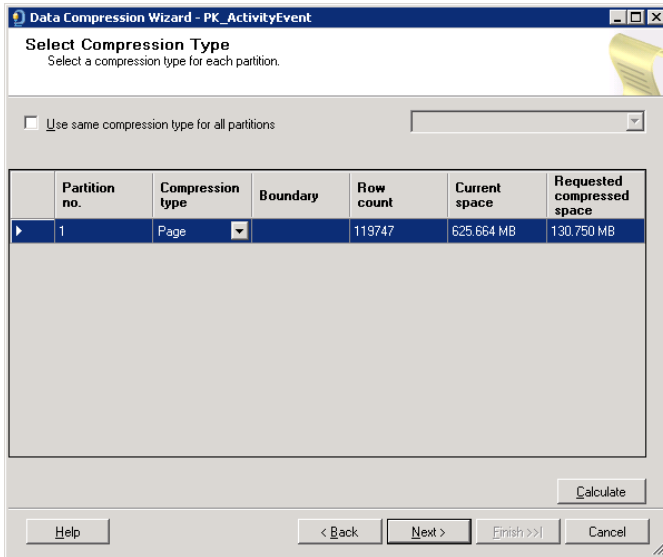 Data Compression Wizard - PK_ActivityEvent
Select Compression Type
Select a compression type for each partition.
Use same compression type for all partitions
Partition no. Compression type Boundary Row count Current space Requested compressed space
1 Page 119747 625.664 MB 130.750 MB
Calculate
Help < Back Next > Finish >>| Cancel